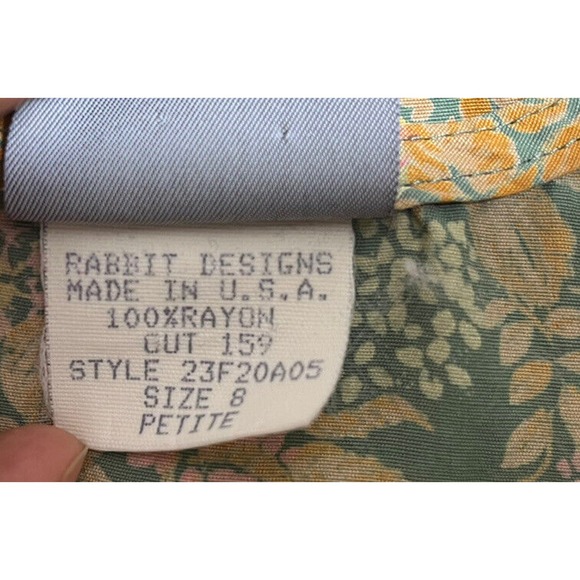 RABBIT DESIGNS
MADE IN U.S.A.
100%RAYON
CUT 159
STYLE 23F20A05
SIZE 8
PETITE